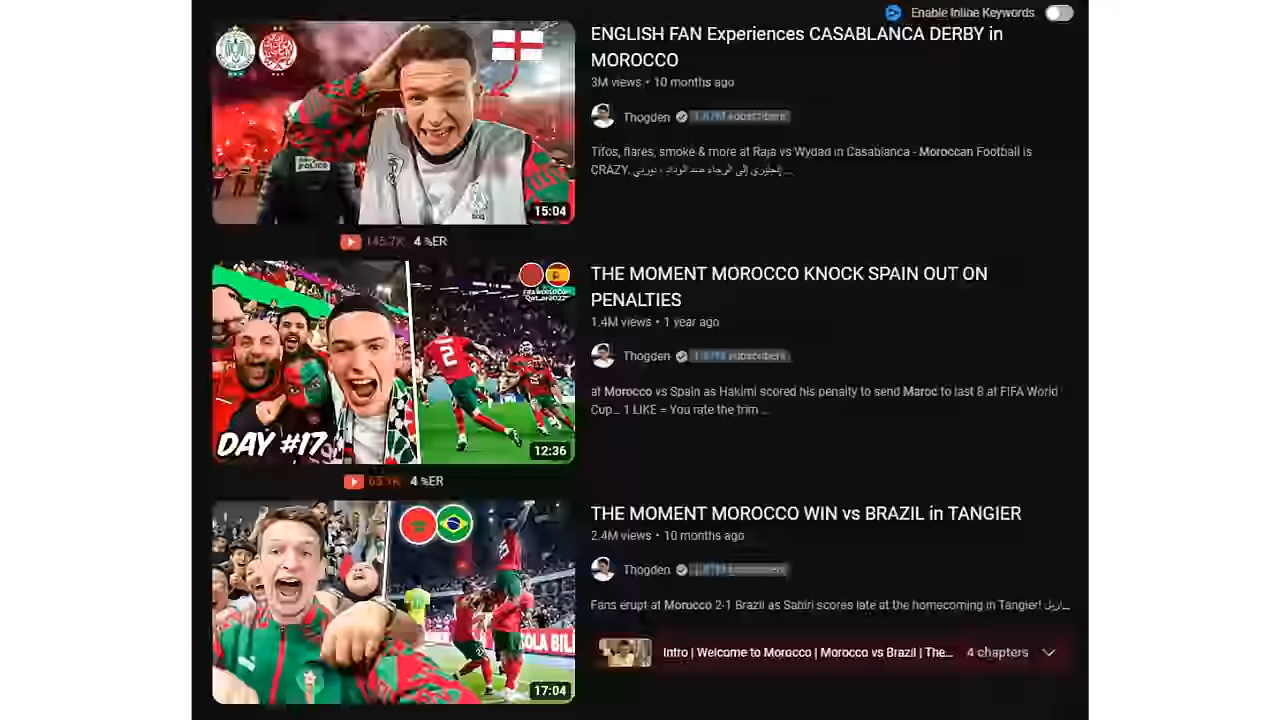 Enable Inline Keywords
ENGLISH FAN Experiences CASABLANCA DERBY in
MOROCCO
3M views • 10 months ago
Thogden
subscribers
Tifos, flares, smoke & more at Raja vs Wydad in Casablanca - Moroccan Football is
CRAZY.
POLICE
15:04
145.7K 4 %ER
THE MOMENT MOROCCO KNOCK SPAIN OUT ON
PENALTIES
1.4M views • 1 year ago
Thogden
subscribers
at Morocco vs Spain as Hakimi scored his penalty to send Maroc to last 8 at FIFA World
Cup... 1 LIKE = You rate the trim ...
2
DAY #17
12:36
4 %ER
THE MOMENT MOROCCO WIN vs BRAZIL in TANGIER
2.4M views • 10 months ago
Thogden
Fans erupt at Morocco 2-1 Brazil as Sabiri scores late at the homecoming in Tangier!
Intro | Welcome to Morocco | Morocco vs Brazil | The... 4 chapters
17:04